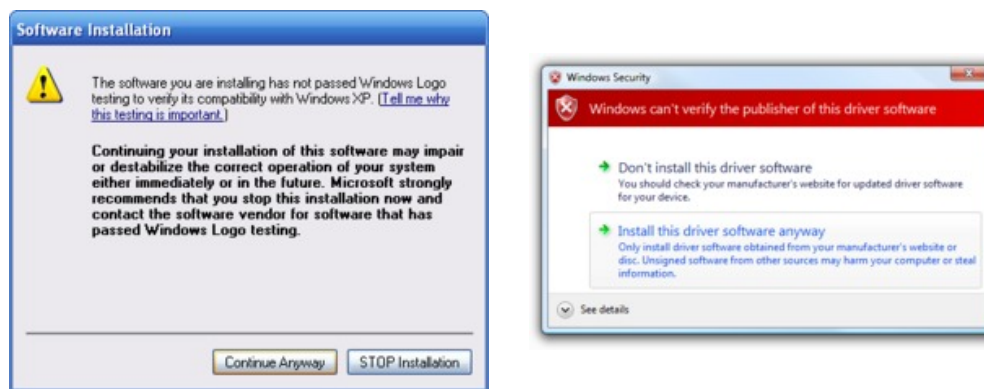 Software Installation
The software you are installing has not passed Windows Logo
testing to verify its compatibility with Windows XP. (Tell me why
this testing is important.)
Continuing your installation of this software may impair
or destabilize the correct operation of your system
either immediately or in the future. Microsoft strongly
recommends that you stop this installation now and
contact the software vendor for software that has
passed Windows Logo testing.
Continue Anyway
STOP Installation
Windows Security
Windows can't verify the publisher of this driver software
Don't install this driver software
You should check your manufacturer's website for updated driver software
for your device.
Install this driver software anyway
Only install driver software obtained from your manufacturer's website or
disc. Unsigned software from other sources may harm your computer or steal
information.
See details